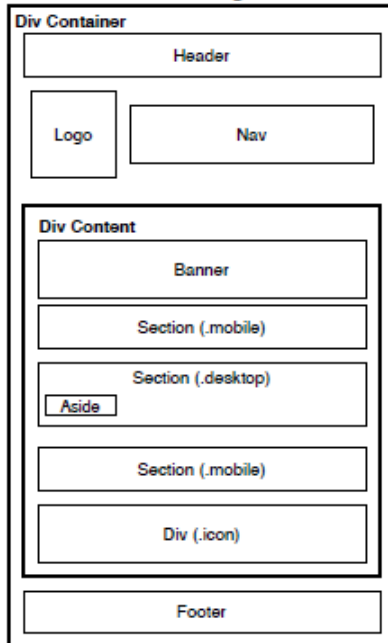 Div Container
Header
Logo
Nav
Div Content
Banner
Section (.mobile)
Section (.desktop)
Aside
Section (.mobile)
Div (.icon)
Footer